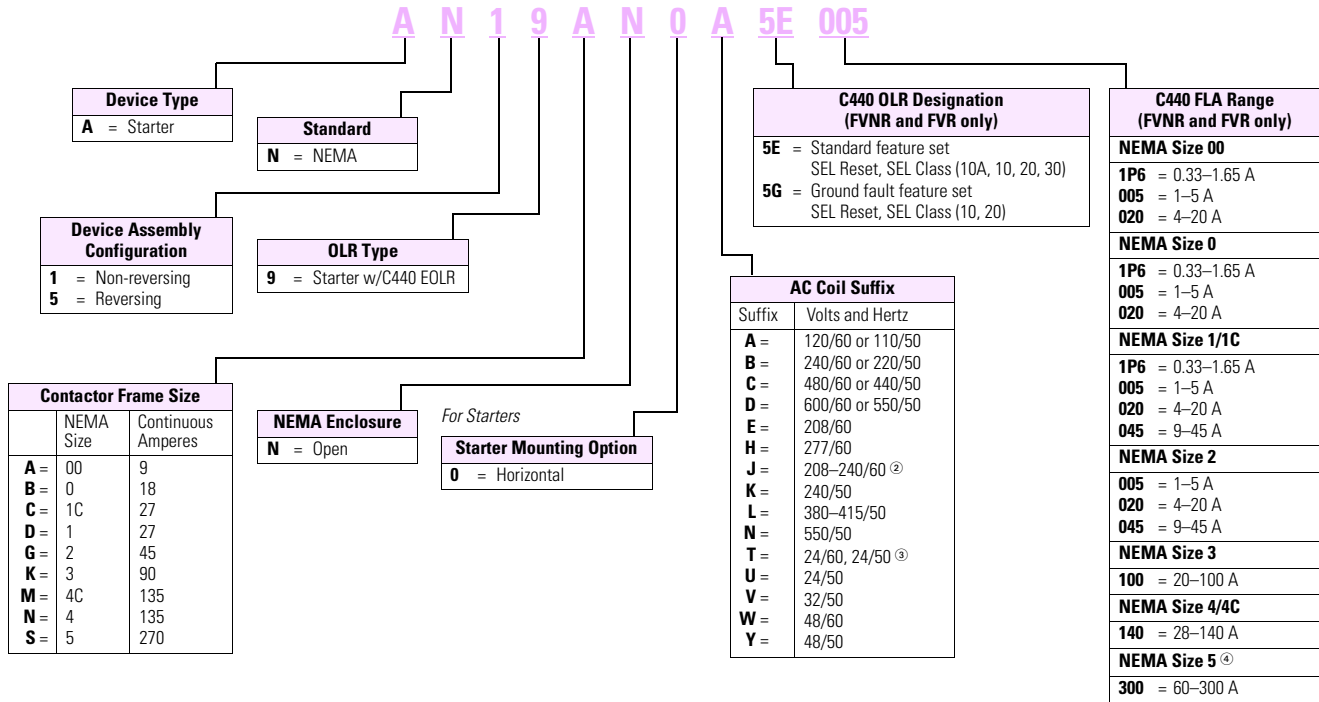 A N 1 9 A N 0 A 5E 005
Device Type
A = Starter
Standard
N = NEMA
Device Assembly
Configuration
1 = Non-reversing
5 = Reversing
OLR Type
9 = Starter w/C440 EOLR
Contactor Frame Size
NEMA Size Continuous Amperes
A = 00 9
B = 0 18
C = 1C 27
D = 1 27
G = 2 45
K = 3 90
M = 4C 135
N = 4 135
S = 5 270
NEMA Enclosure
N = Open
For Starters
Starter Mounting Option
0 = Horizontal
AC Coil Suffix
Suffix Volts and Hertz
A = 120/60 or 110/50
B = 240/60 or 220/50
C = 480/60 or 440/50
D = 600/60 or 550/50
E = 208/60
H = 277/60
J = 208–240/60 ②
K = 240/50
L = 380–415/50
N = 550/50
T = 24/60, 24/50 ③
U = 24/50
V = 32/50
W = 48/60
Y = 48/50
C440 OLR Designation
(FVNR and FVR only)
5E = Standard feature set
SEL Reset, SEL Class (10A, 10, 20, 30)
5G = Ground fault feature set
SEL Reset, SEL Class (10, 20)
C440 FLA Range
(FVNR and FVR only)
NEMA Size 00
1P6 = 0.33–1.65 A
005 = 1–5 A
020 = 4–20 A
NEMA Size 0
1P6 = 0.33–1.65 A
005 = 1–5 A
020 = 4–20 A
NEMA Size 1/1C
1P6 = 0.33–1.65 A
005 = 1–5 A
020 = 4–20 A
045 = 9–45 A
NEMA Size 2
005 = 1–5 A
020 = 4–20 A
045 = 9–45 A
NEMA Size 3
100 = 20–100 A
NEMA Size 4/4C
140 = 28–140 A
NEMA Size 5 ④
300 = 60–300 A